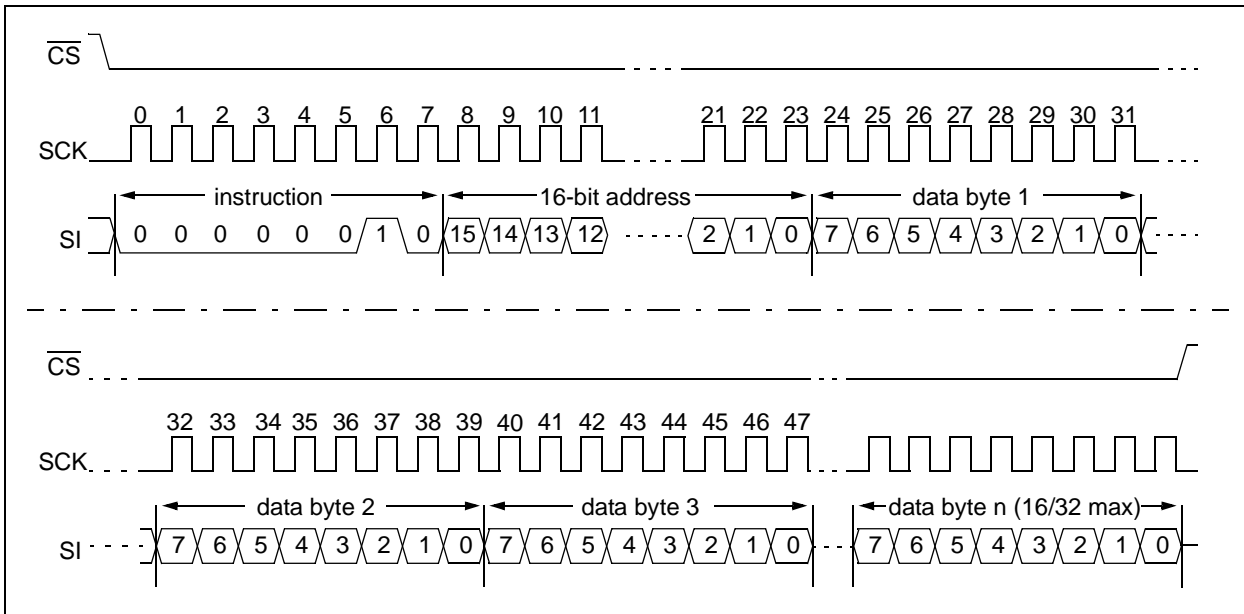 CS
0 1 2 3 4 5 6 7 8 9 10 11 21 22 23 24 25 26 27 28 29 30 31
SCK
instruction 16-bit address data byte 1
SI 0 0 0 0 0 0 1 0 15 14 13 12 2 1 0 7 6 5 4 3 2 1 0
CS
32 33 34 35 36 37 38 39 40 41 42 43 44 45 46 47
SCK
data byte 2 data byte 3 data byte n (16/32 max)
SI 7 6 5 4 3 2 1 0 7 6 5 4 3 2 1 0 7 6 5 4 3 2 1 0